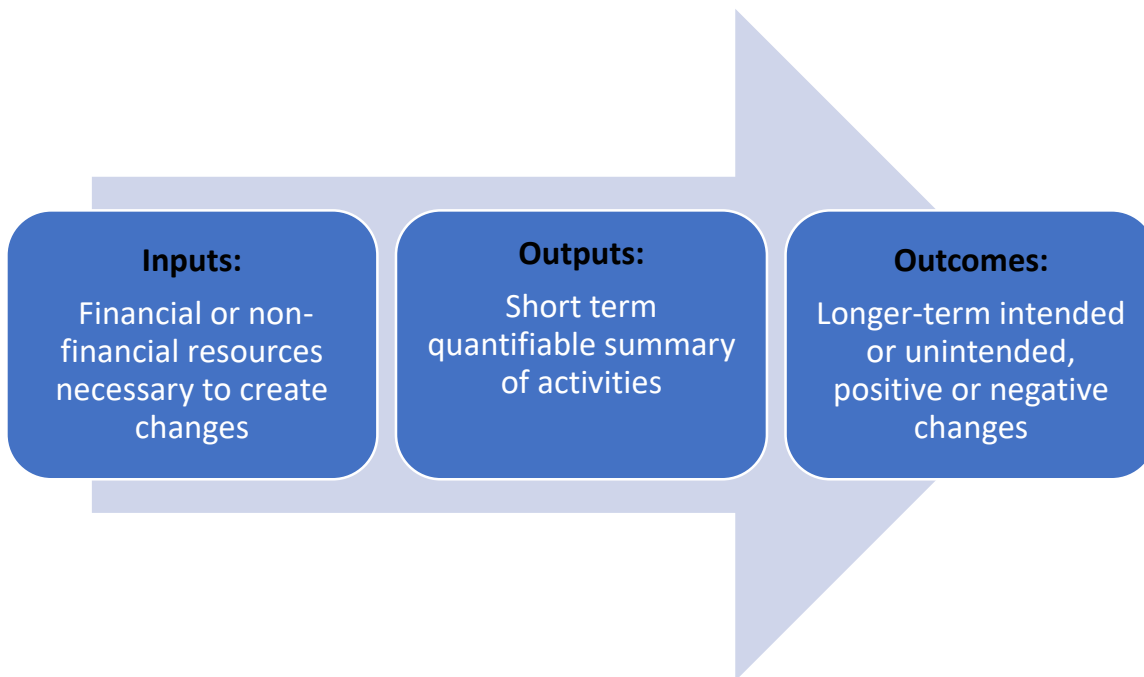 Inputs:
Financial or non-
financial resources
necessary to create
changes
Outputs:
Short term
quantifiable summary
of activities
Outcomes:
Longer-term intended
or unintended,
positive or negative
changes